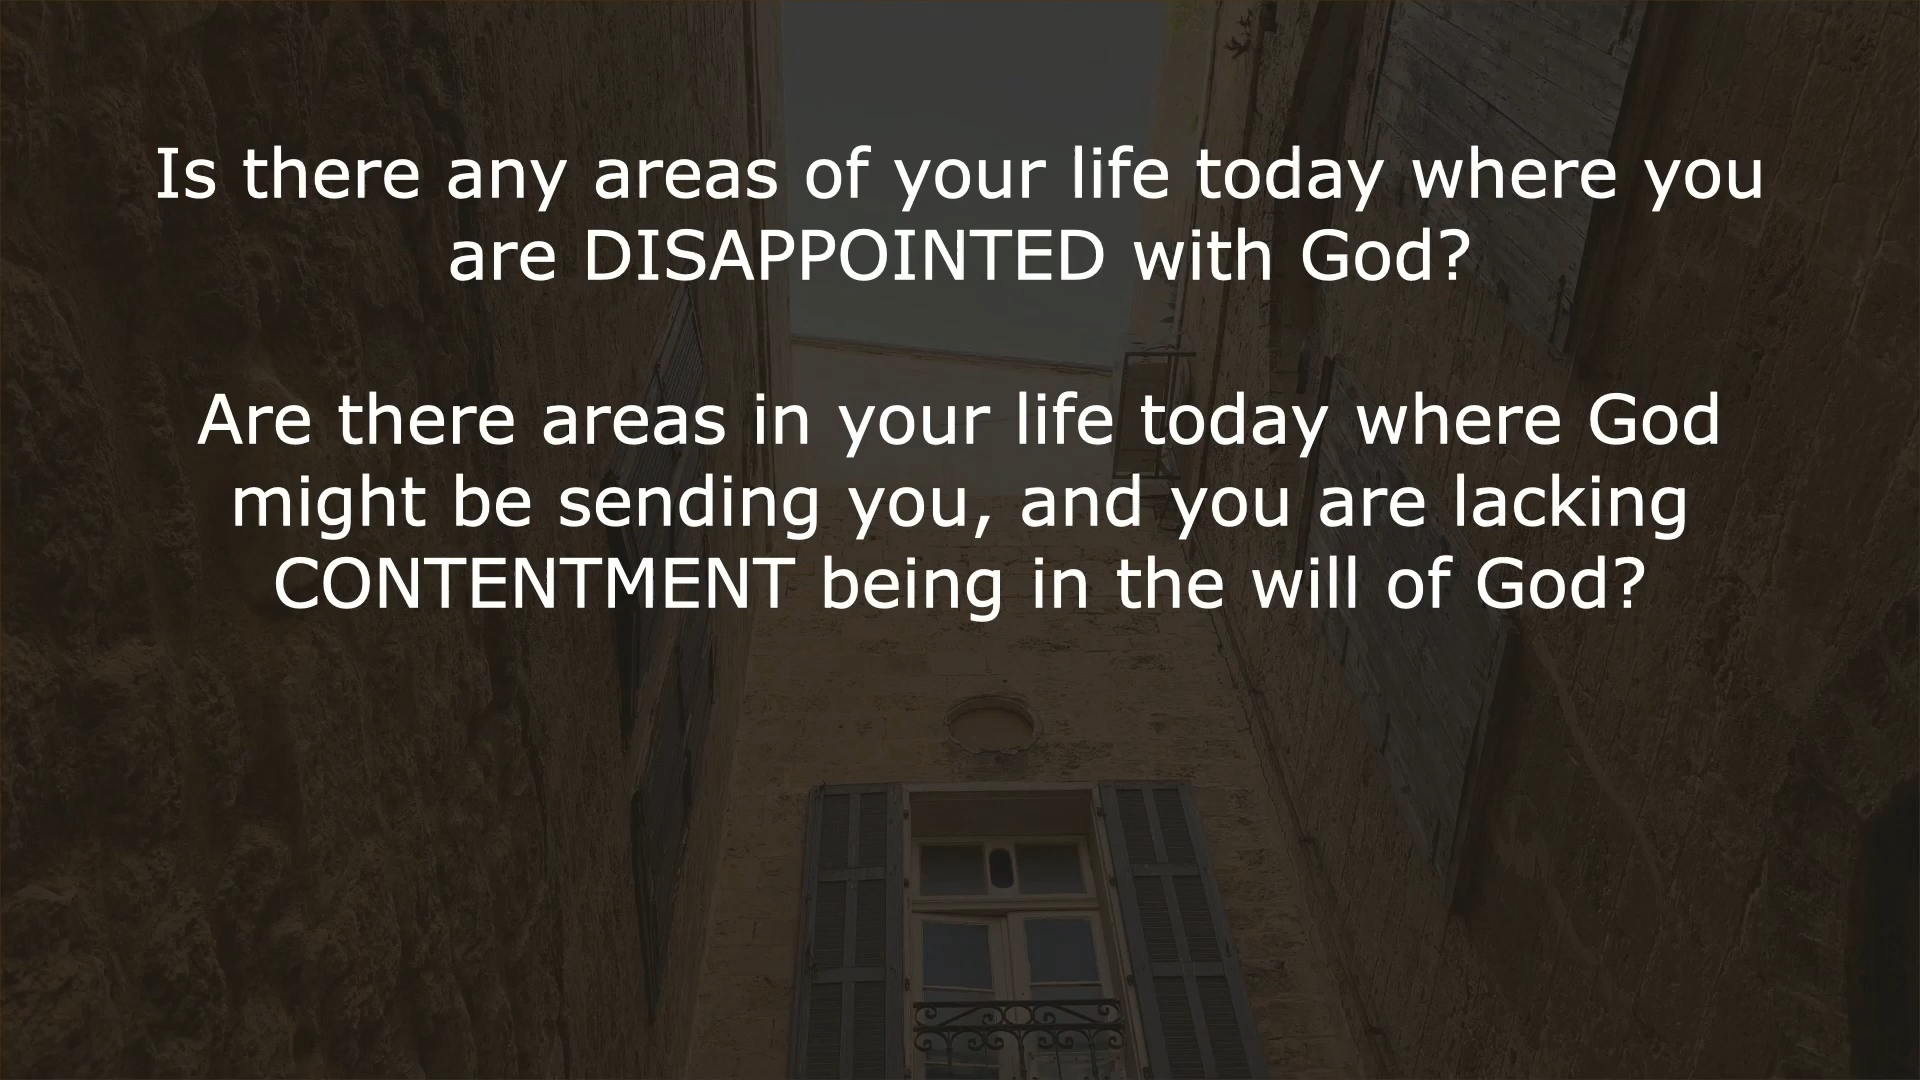 Is there any areas of your life today where you
are DISAPPOINTED with God?
Are there areas in your life today where God
might be sending you, and you are lacking
CONTENTMENT being in the will of God?